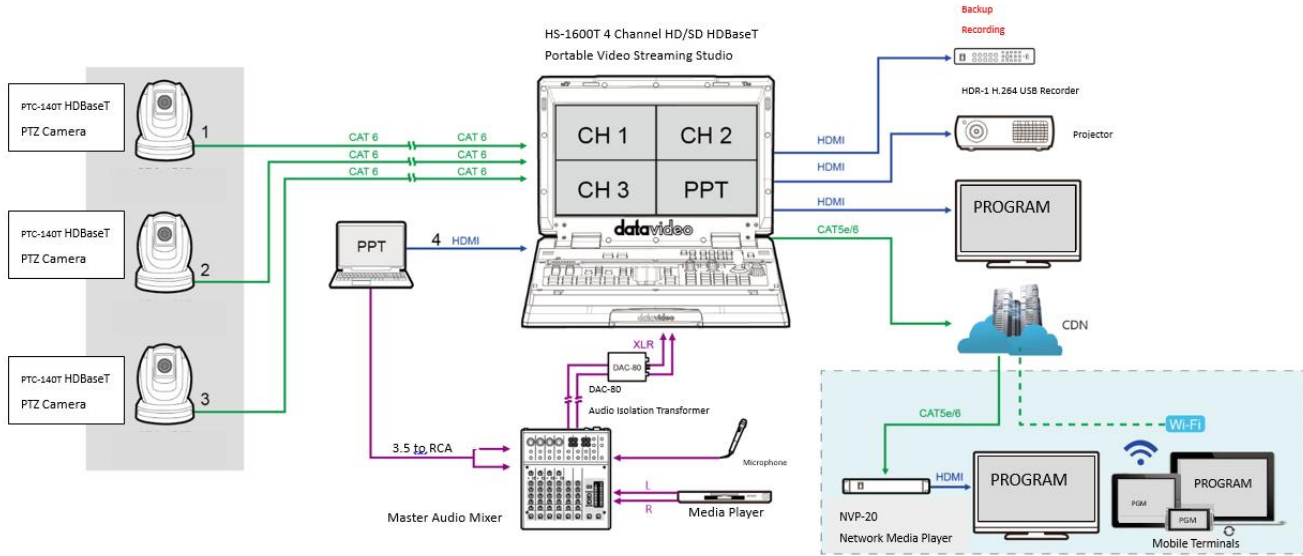 Backup
Recording
HS-1600T 4 Channel HD/SD HDBaseT
Portable Video Streaming Studio
HDR-1 H.264 USB Recorder
PTC-140T HDBaseT
PTZ Camera
1
CAT 6
CAT 6
CAT 6
CAT 6
CAT 6
CAT 6
CH 1
CH 2
CH 3
PPT
datavideo
datavideo
HDMI
HDMI
HDMI
CAT5e/6
Projector
PROGRAM
PTC-140T HDBaseT
PTZ Camera
2
PPT
4
HDMI
CDN
PTC-140T HDBaseT
PTZ Camera
3
XLR
DAC-80
DAC-80
Audio Isolation Transformer
3.5 to RCA
Microphone
L
R
Media Player
Master Audio Mixer
CAT5e/6
Wi-Fi
HDMI
PROGRAM
PROGRAM
PGM
PGM
NVP-20
Network Media Player
Mobile Terminals